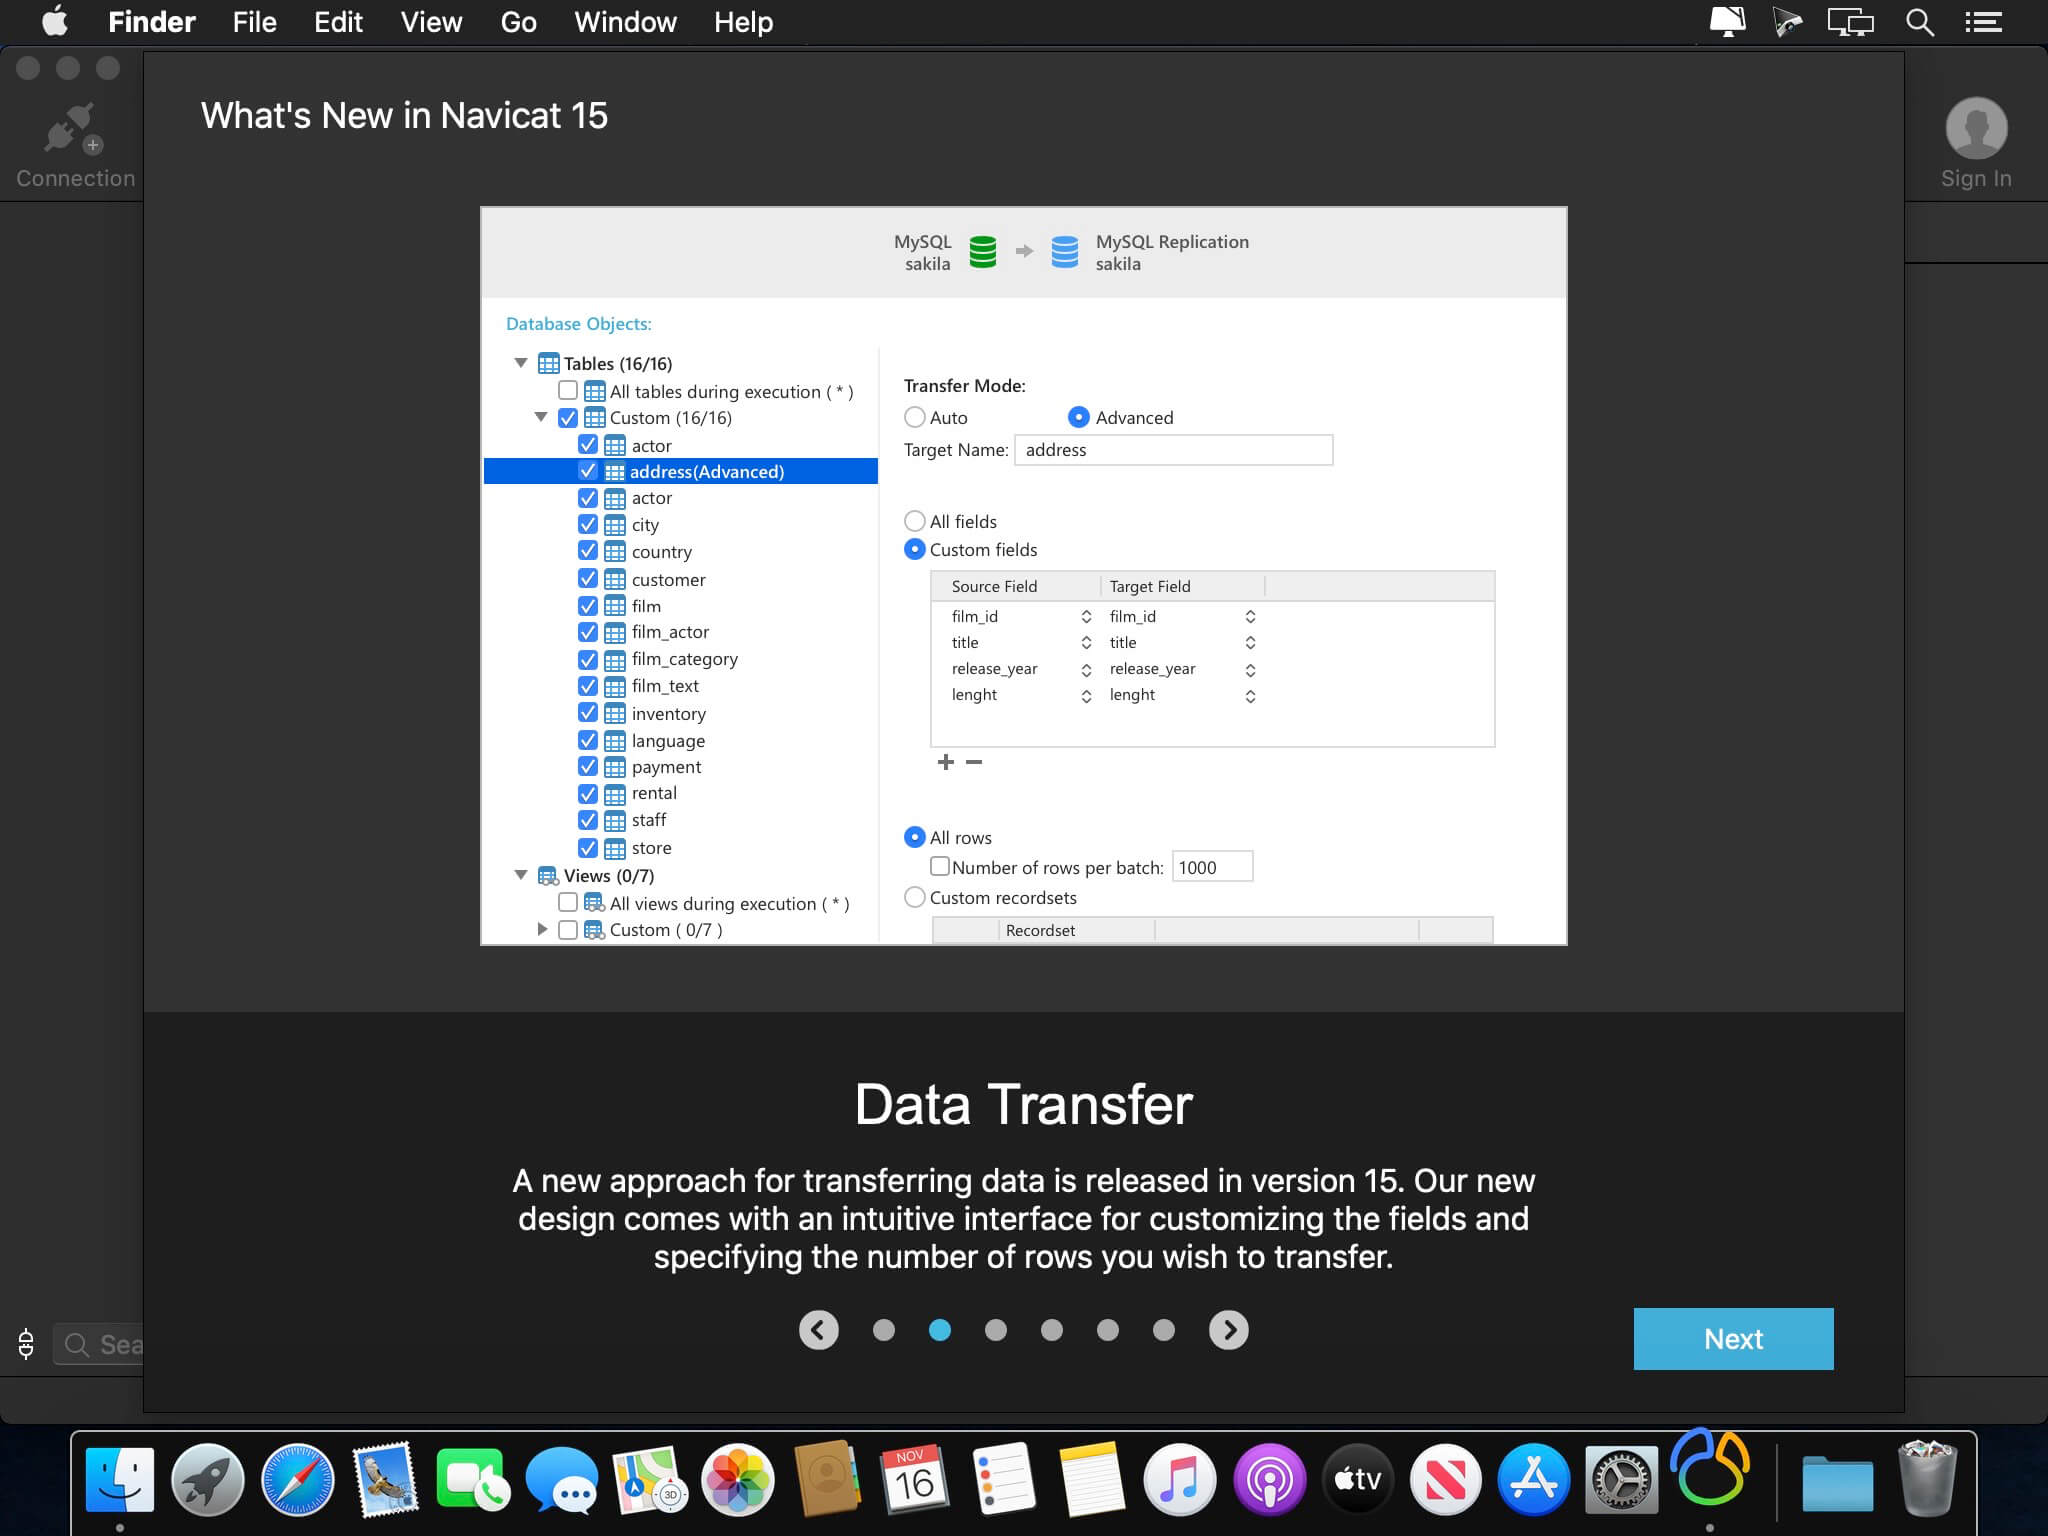 Finder File Edit View Go Window Help
What's New in Navicat 15
Connection
Sign In
MySQL
sakila
MySQL Replication
sakila
Database Objects:
Tables (16/16)
All tables during execution ( * )
Custom (16/16)
actor
address(Advanced)
actor
city
country
customer
film
film_actor
film_category
film_text
inventory
language
payment
rental
staff
store
Views (0/7)
All views during execution ( * )
Custom ( 0/7 )
Transfer Mode:
Auto Advanced
Target Name: address
All fields
Custom fields
Source Field Target Field
film_id film_id
title title
release_year release_year
lenght lenght
All rows
Number of rows per batch: 1000
Custom recordsets
Recordset
Data Transfer
A new approach for transferring data is released in version 15. Our new
design comes with an intuitive interface for customizing the fields and
specifying the number of rows you wish to transfer.
Sea
Next
3D
NOV
16
tv